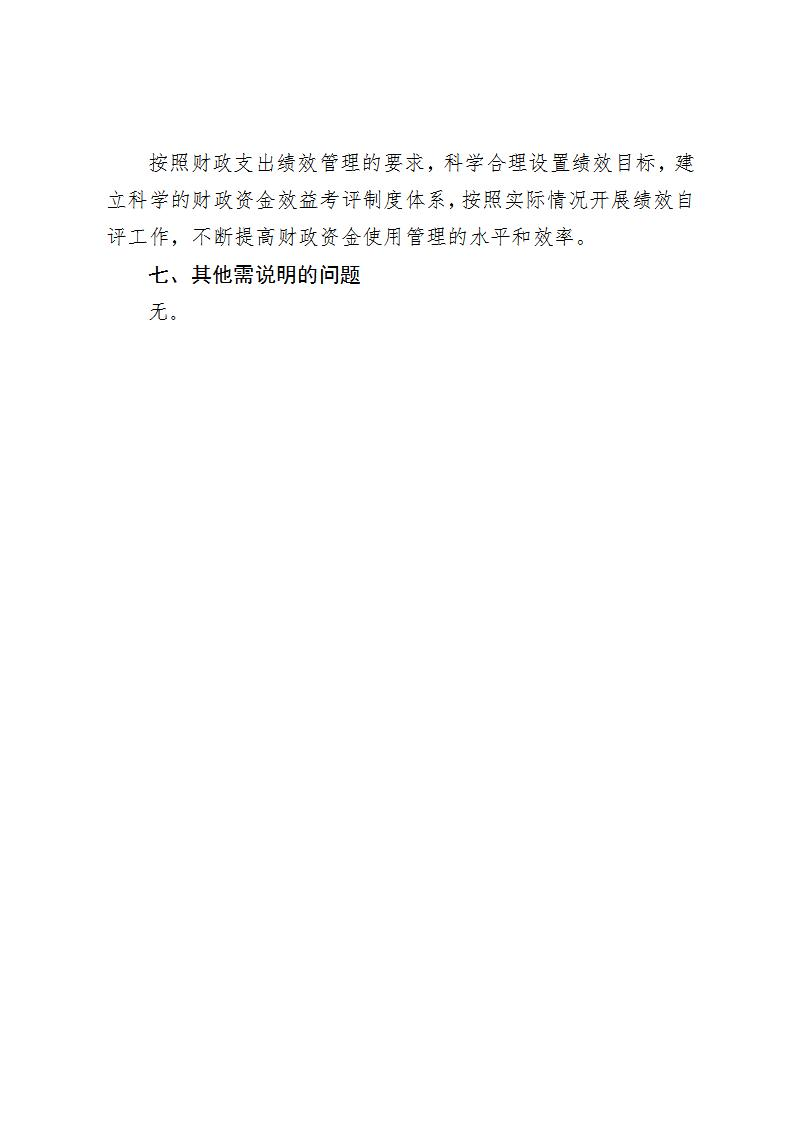 按照财政支出绩效管理的要求，科学合理设置绩效目标，建
立科学的财政资金效益考评制度体系，按照实际情况开展绩效自
评工作，不断提高财政资金使用管理的水平和效率。
七、其他需说明的问题
无。